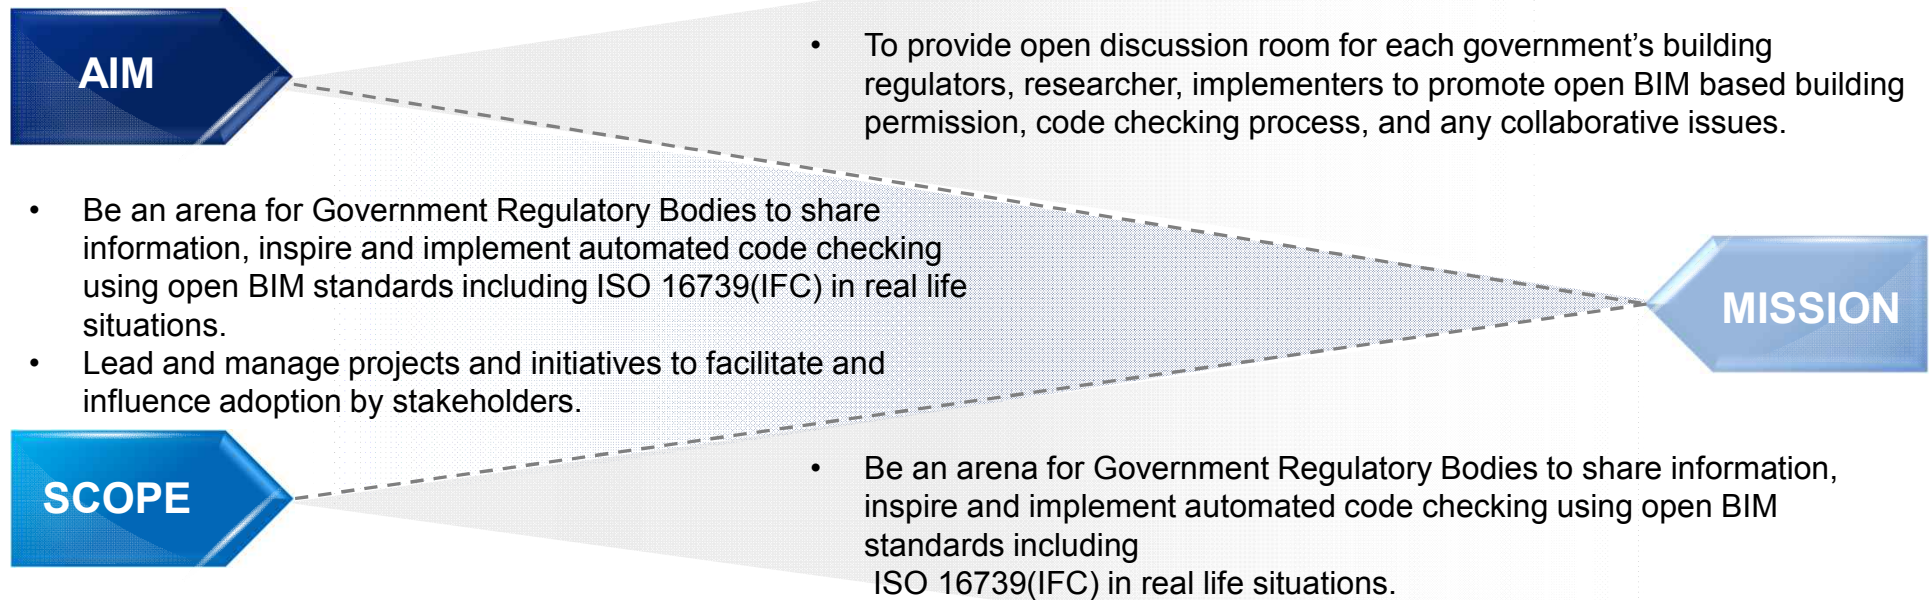 AIM
• To provide open discussion room for each government’s building
regulators, researcher, implementers to promote open BIM based building
permission, code checking process, and any collaborative issues.
• Be an arena for Government Regulatory Bodies to share
information, inspire and implement automated code checking
using open BIM standards including ISO 16739(IFC) in real life
situations.
• Lead and manage projects and initiatives to facilitate and
influence adoption by stakeholders.
MISSION
SCOPE
• Be an arena for Government Regulatory Bodies to share information,
inspire and implement automated code checking using open BIM
standards including
ISO 16739(IFC) in real life situations.